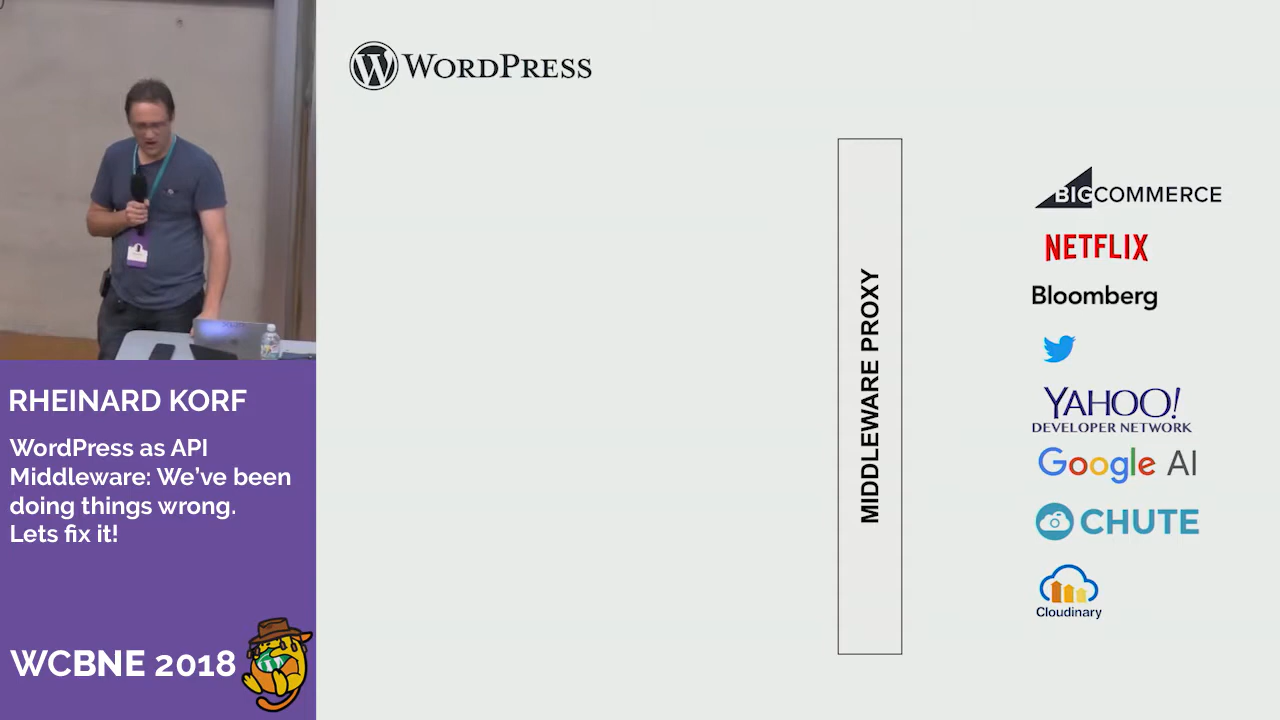 WORDPRESS
MIDDLEWARE PROXY
BIGCOMMERCE
NETFLIX
Bloomberg
YAHOO!
DEVELOPER NETWORK
Google AI
CHUTE
Cloudinary
RHEINARD KORF
WordPress as API
Middleware: We’ve been
doing things wrong.
Lets fix it!
WCBNE 2018